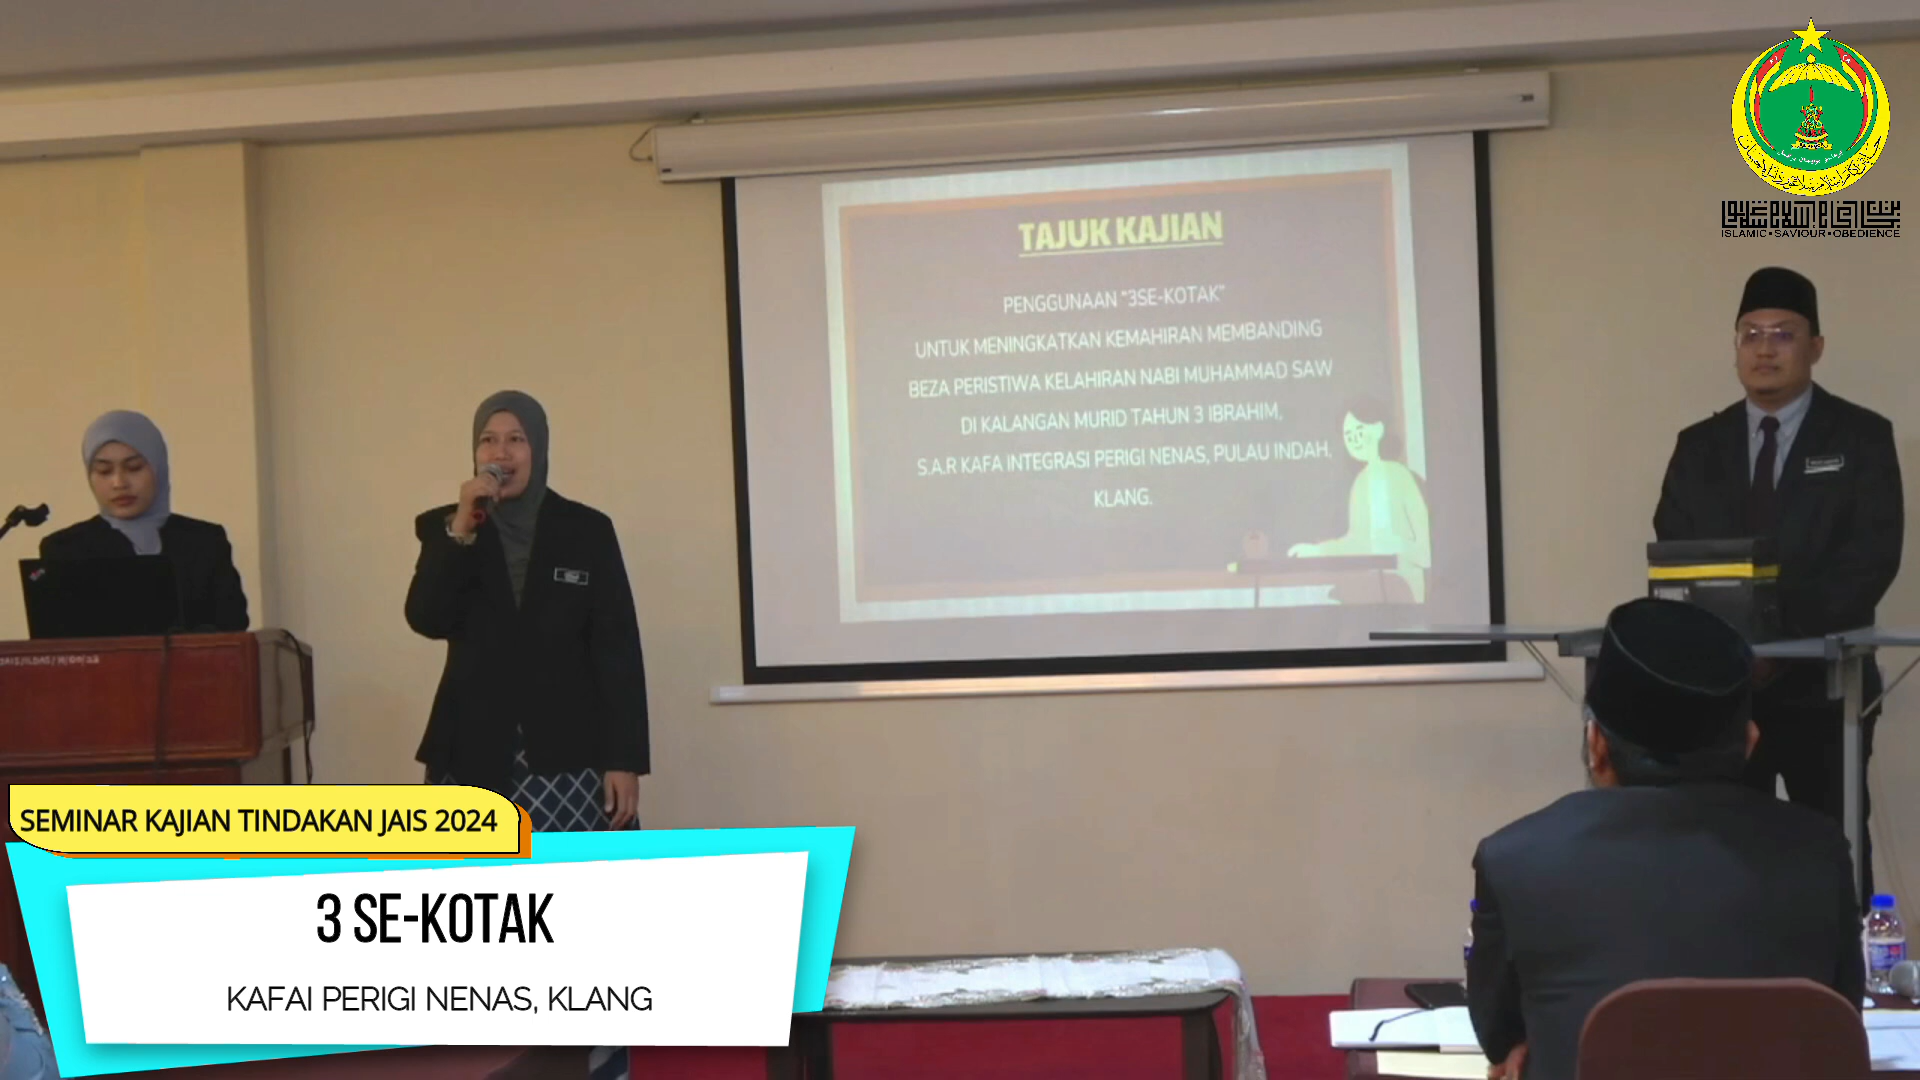 ISLAMIC • SAVIOUR • OBEDIENCE
TAJUK KAJIAN
PENGGUNAAN "3SE-KOTAK"
UNTUK MENINGKATKAN KEMAHIRAN MEMBANDING
BEZA PERISTIWA KELAHIRAN NABI MUHAMMAD SAW
DI KALANGAN MURID TAHUN 3 IBRAHIM,
S.A.R KAFA INTEGRASI PERIGI NENAS, PULAU INDAH,
KLANG.
SEMINAR KAJIAN TINDAKAN JAIS 2024
3 SE-KOTAK
KAFAI PERIGI NENAS, KLANG